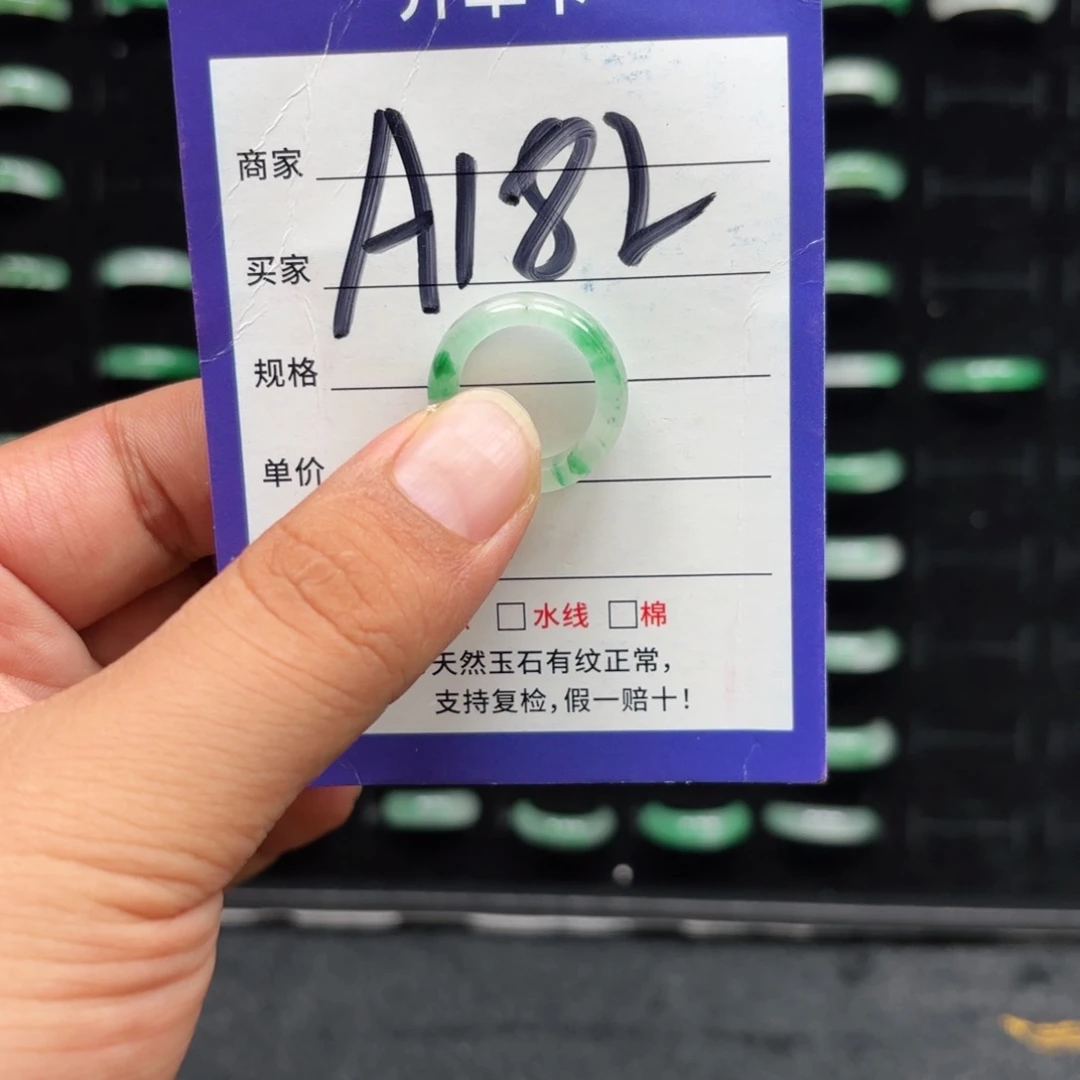 商家
A182
买家
规格
单价
水线 棉
天然玉石有纹正常，
支持复检，假一赔十！